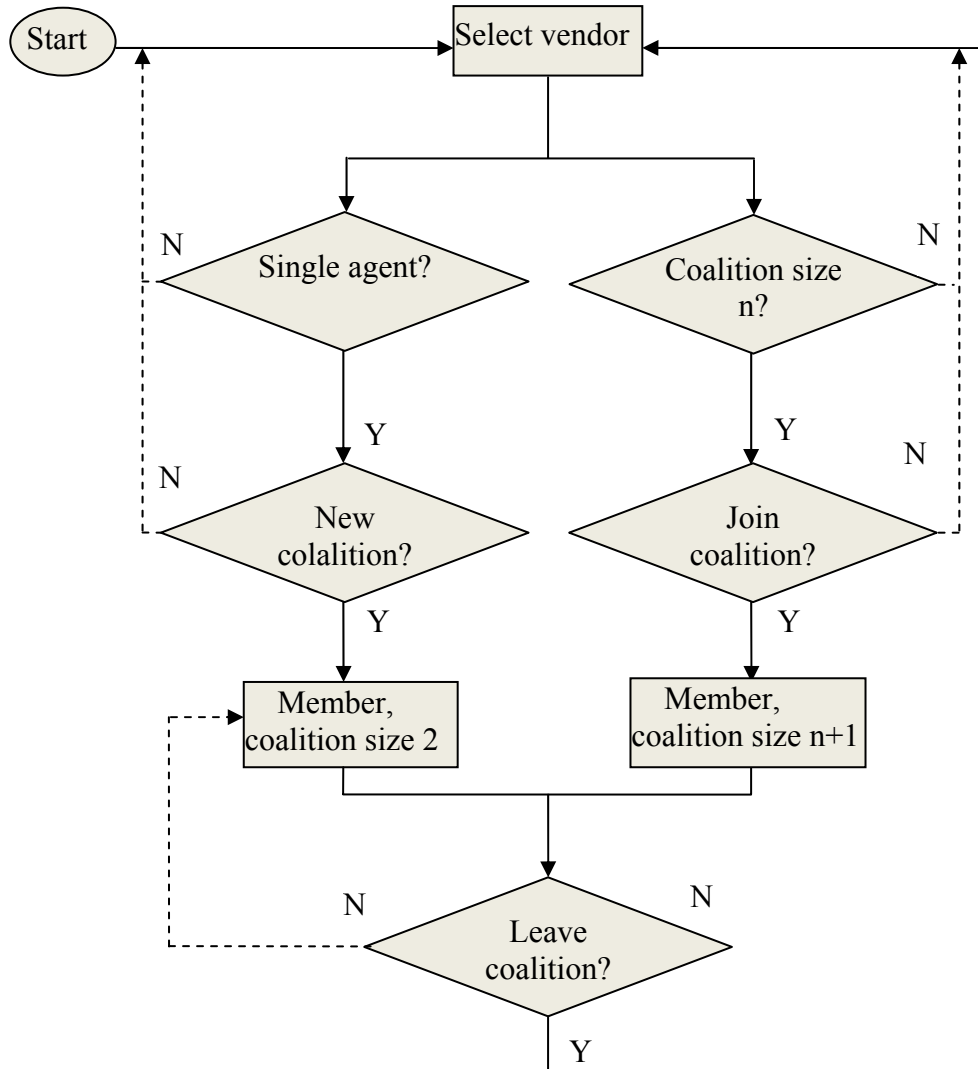 Start
Select vendor
N
Single agent?
N
Coalition size
n?
Y
N
New
colalition?
Y
N
Join
coalition?
Y
Y
Member,
coalition size 2
Member,
coalition size n+1
N
N
Leave
coalition?
Y